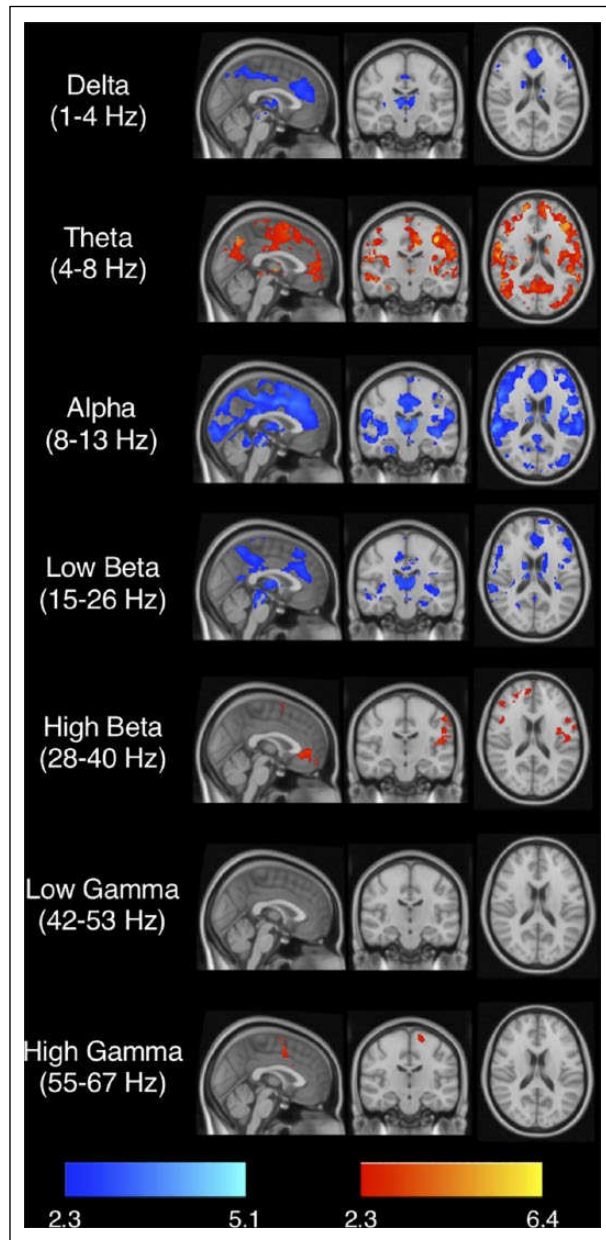 Delta
(1-4 Hz)
Theta
(4-8 Hz)
Alpha
(8-13 Hz)
Low Beta
(15-26 Hz)
High Beta
(28-40 Hz)
Low Gamma
(42-53 Hz)
High Gamma
(55-67 Hz)
2.3 5.1 2.3 6.4